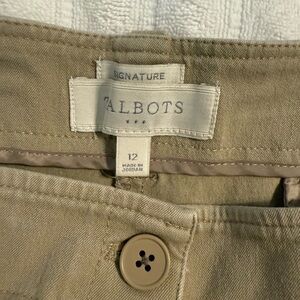 SIGNATURE
TALBOTS
12
MADE IN
JORDAN